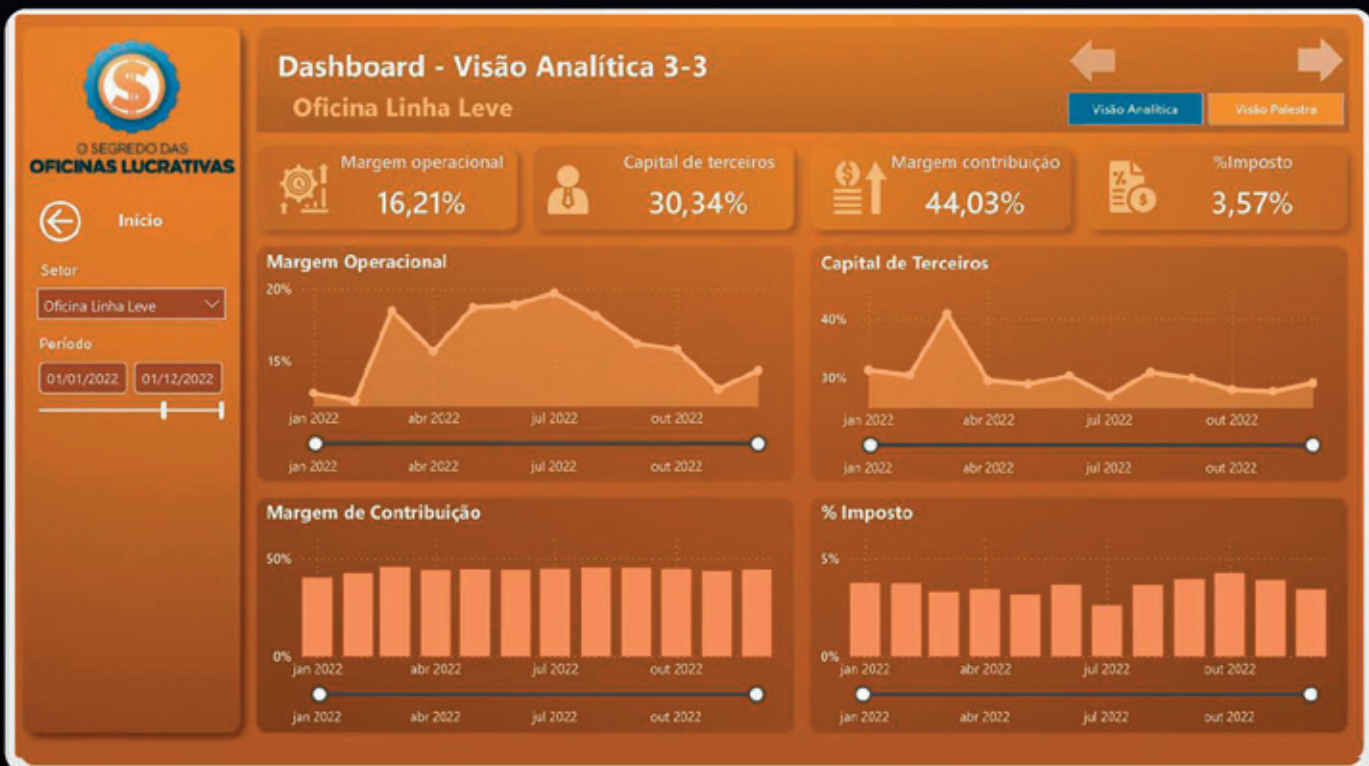 O SEGREDO DAS
OFICINAS LUCRATIVAS
Início
Setor
Oficina Linha Leve
Período
01/01/2022 01/12/2022
Dashboard - Visão Analítica 3-3
Oficina Linha Leve
Visão Analítica Visão Palestra
Margem operacional
16,21%
Capital de terceiros
30,34%
Margem contribuição
44,03%
%Imposto
3,57%
Margem Operacional
20%
15%
jan 2022 abr 2022 jul 2022 out 2022
jan 2022 abr 2022 jul 2022 out 2022
Capital de Terceiros
40%
30%
jan 2022 abr 2022 jul 2022 out 2022
jan 2022 abr 2022 jul 2022 out 2022
Margem de Contribuição
50%
0%
jan 2022 abr 2022 jul 2022 out 2022
jan 2022 abr 2022 jul 2022 out 2022
% Imposto
5%
0%
jan 2022 abr 2022 jul 2022 out 2022
jan 2022 abr 2022 jul 2022 out 2022